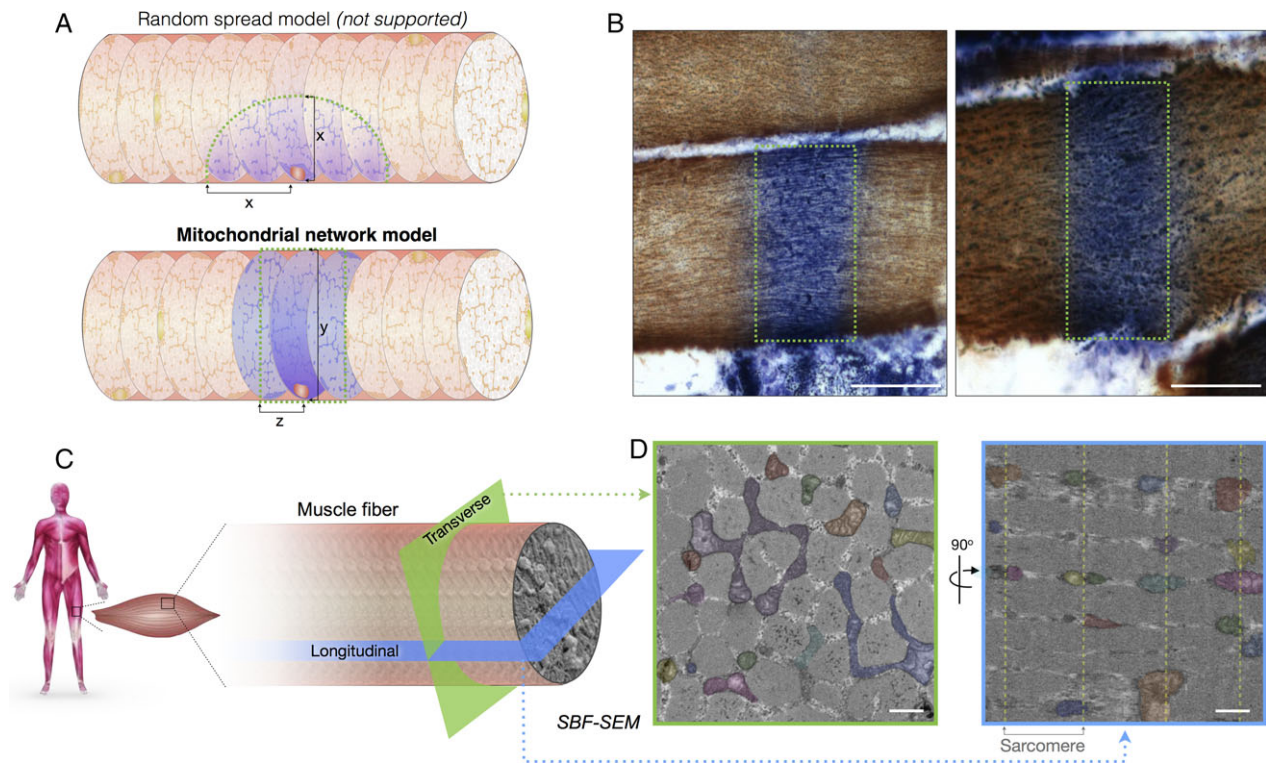 A
Random spread model (not supported)
x
x
Mitochondrial network model
y
z
B
C
Muscle fiber
Transverse
Longitudinal
SBF-SEM
D
90°
Sarcomere